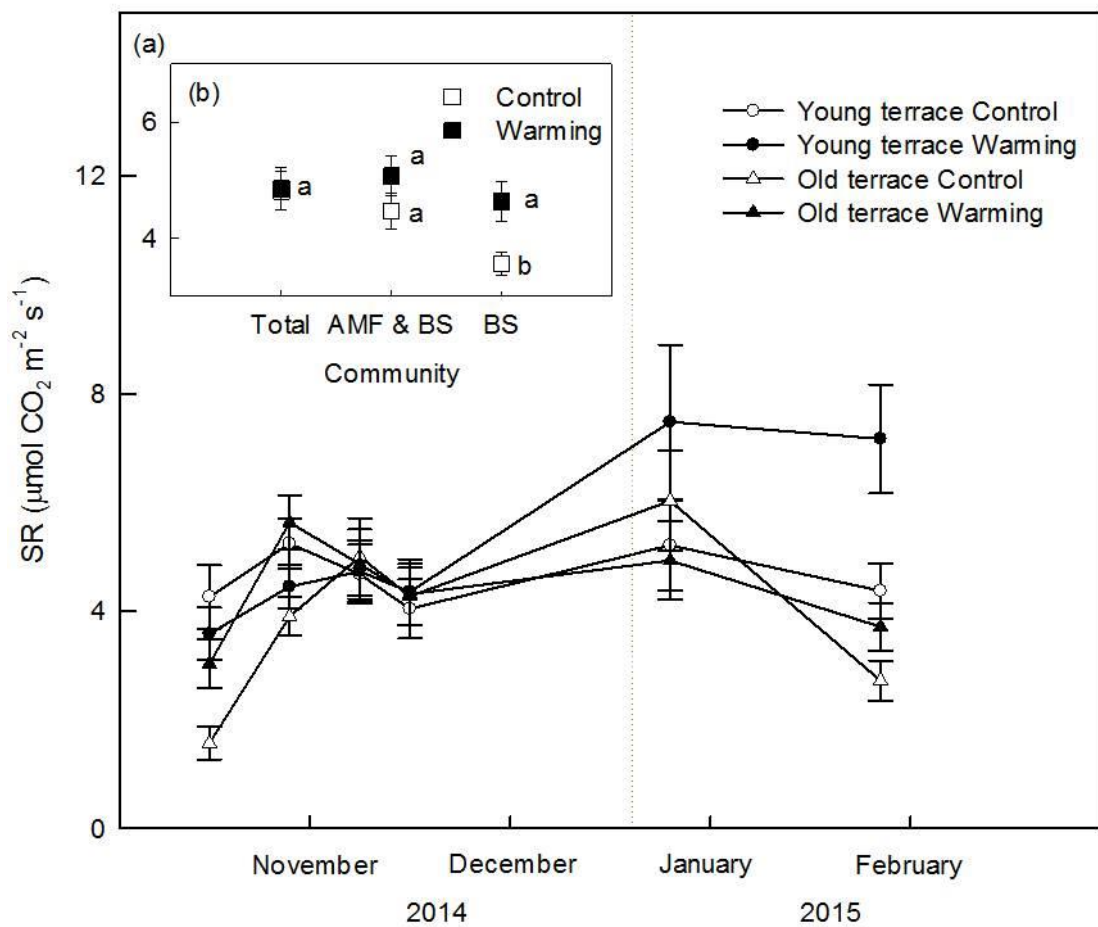 (a)
(b)
Control
Warming
6
4
a
a
a
a
b
Total AMF & BS BS
Community
Young terrace Control
Young terrace Warming
Old terrace Control
Old terrace Warming
12
8
4
0
SR (μmol CO₂ m⁻² s⁻¹)
November December January February
2014 2015